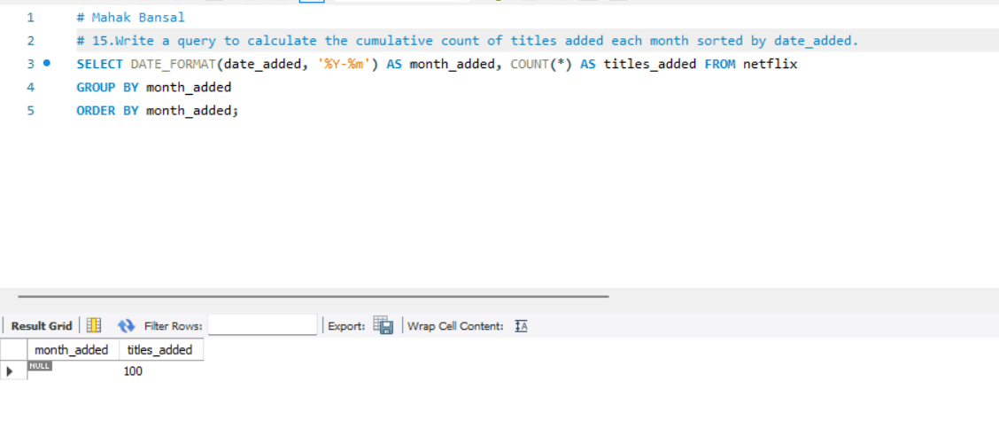 1 # Mahak Bansal
2 # 15.Write a query to calculate the cumulative count of titles added each month sorted by date_added.
3 SELECT DATE_FORMAT(date_added, '%Y-%m') AS month_added, COUNT(*) AS titles_added FROM netflix
4 GROUP BY month_added
5 ORDER BY month_added;
Result Grid Filter Rows: Export: Wrap Cell Content: IA
month_added titles_added
NULL 100